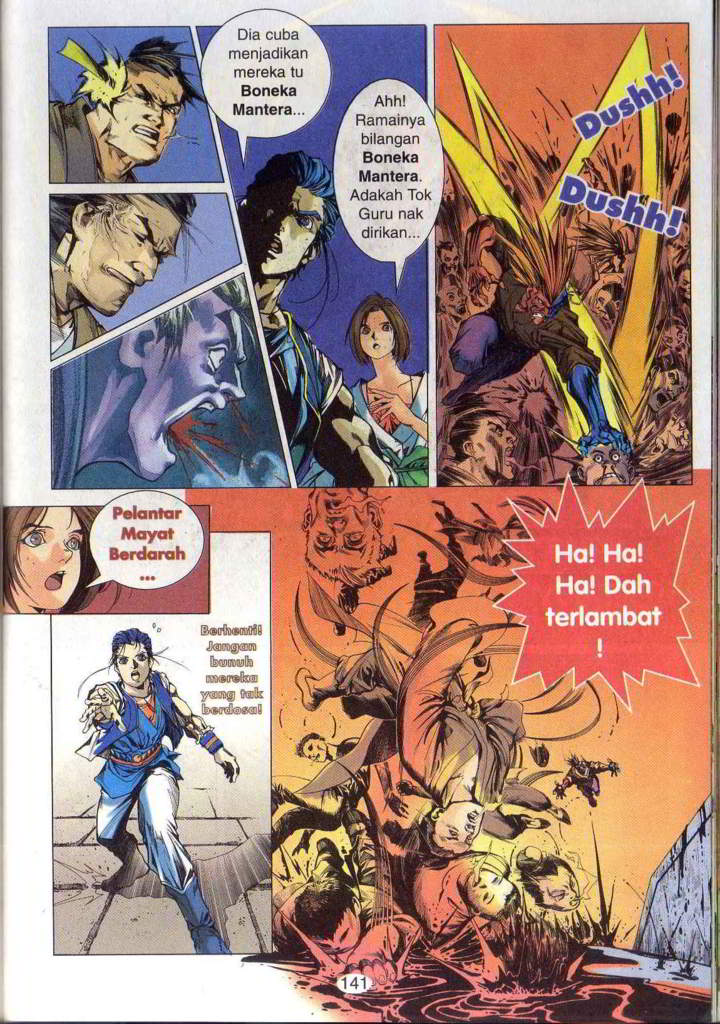 Dia cuba
menjadikan
mereka tu
Boneka
Mantera...
Ahh!
Ramainya
bilangan
Boneka
Mantera.
Adakah Tok
Guru nak
dirikan...
Dushh!
Dushh!
Pelantar
Mayat
Berdarah
...
Berhenti!
Jangan
bunuh
mereka
yang tak
berdosa!
Ha! Ha!
Ha! Dah
terlambat
!
141